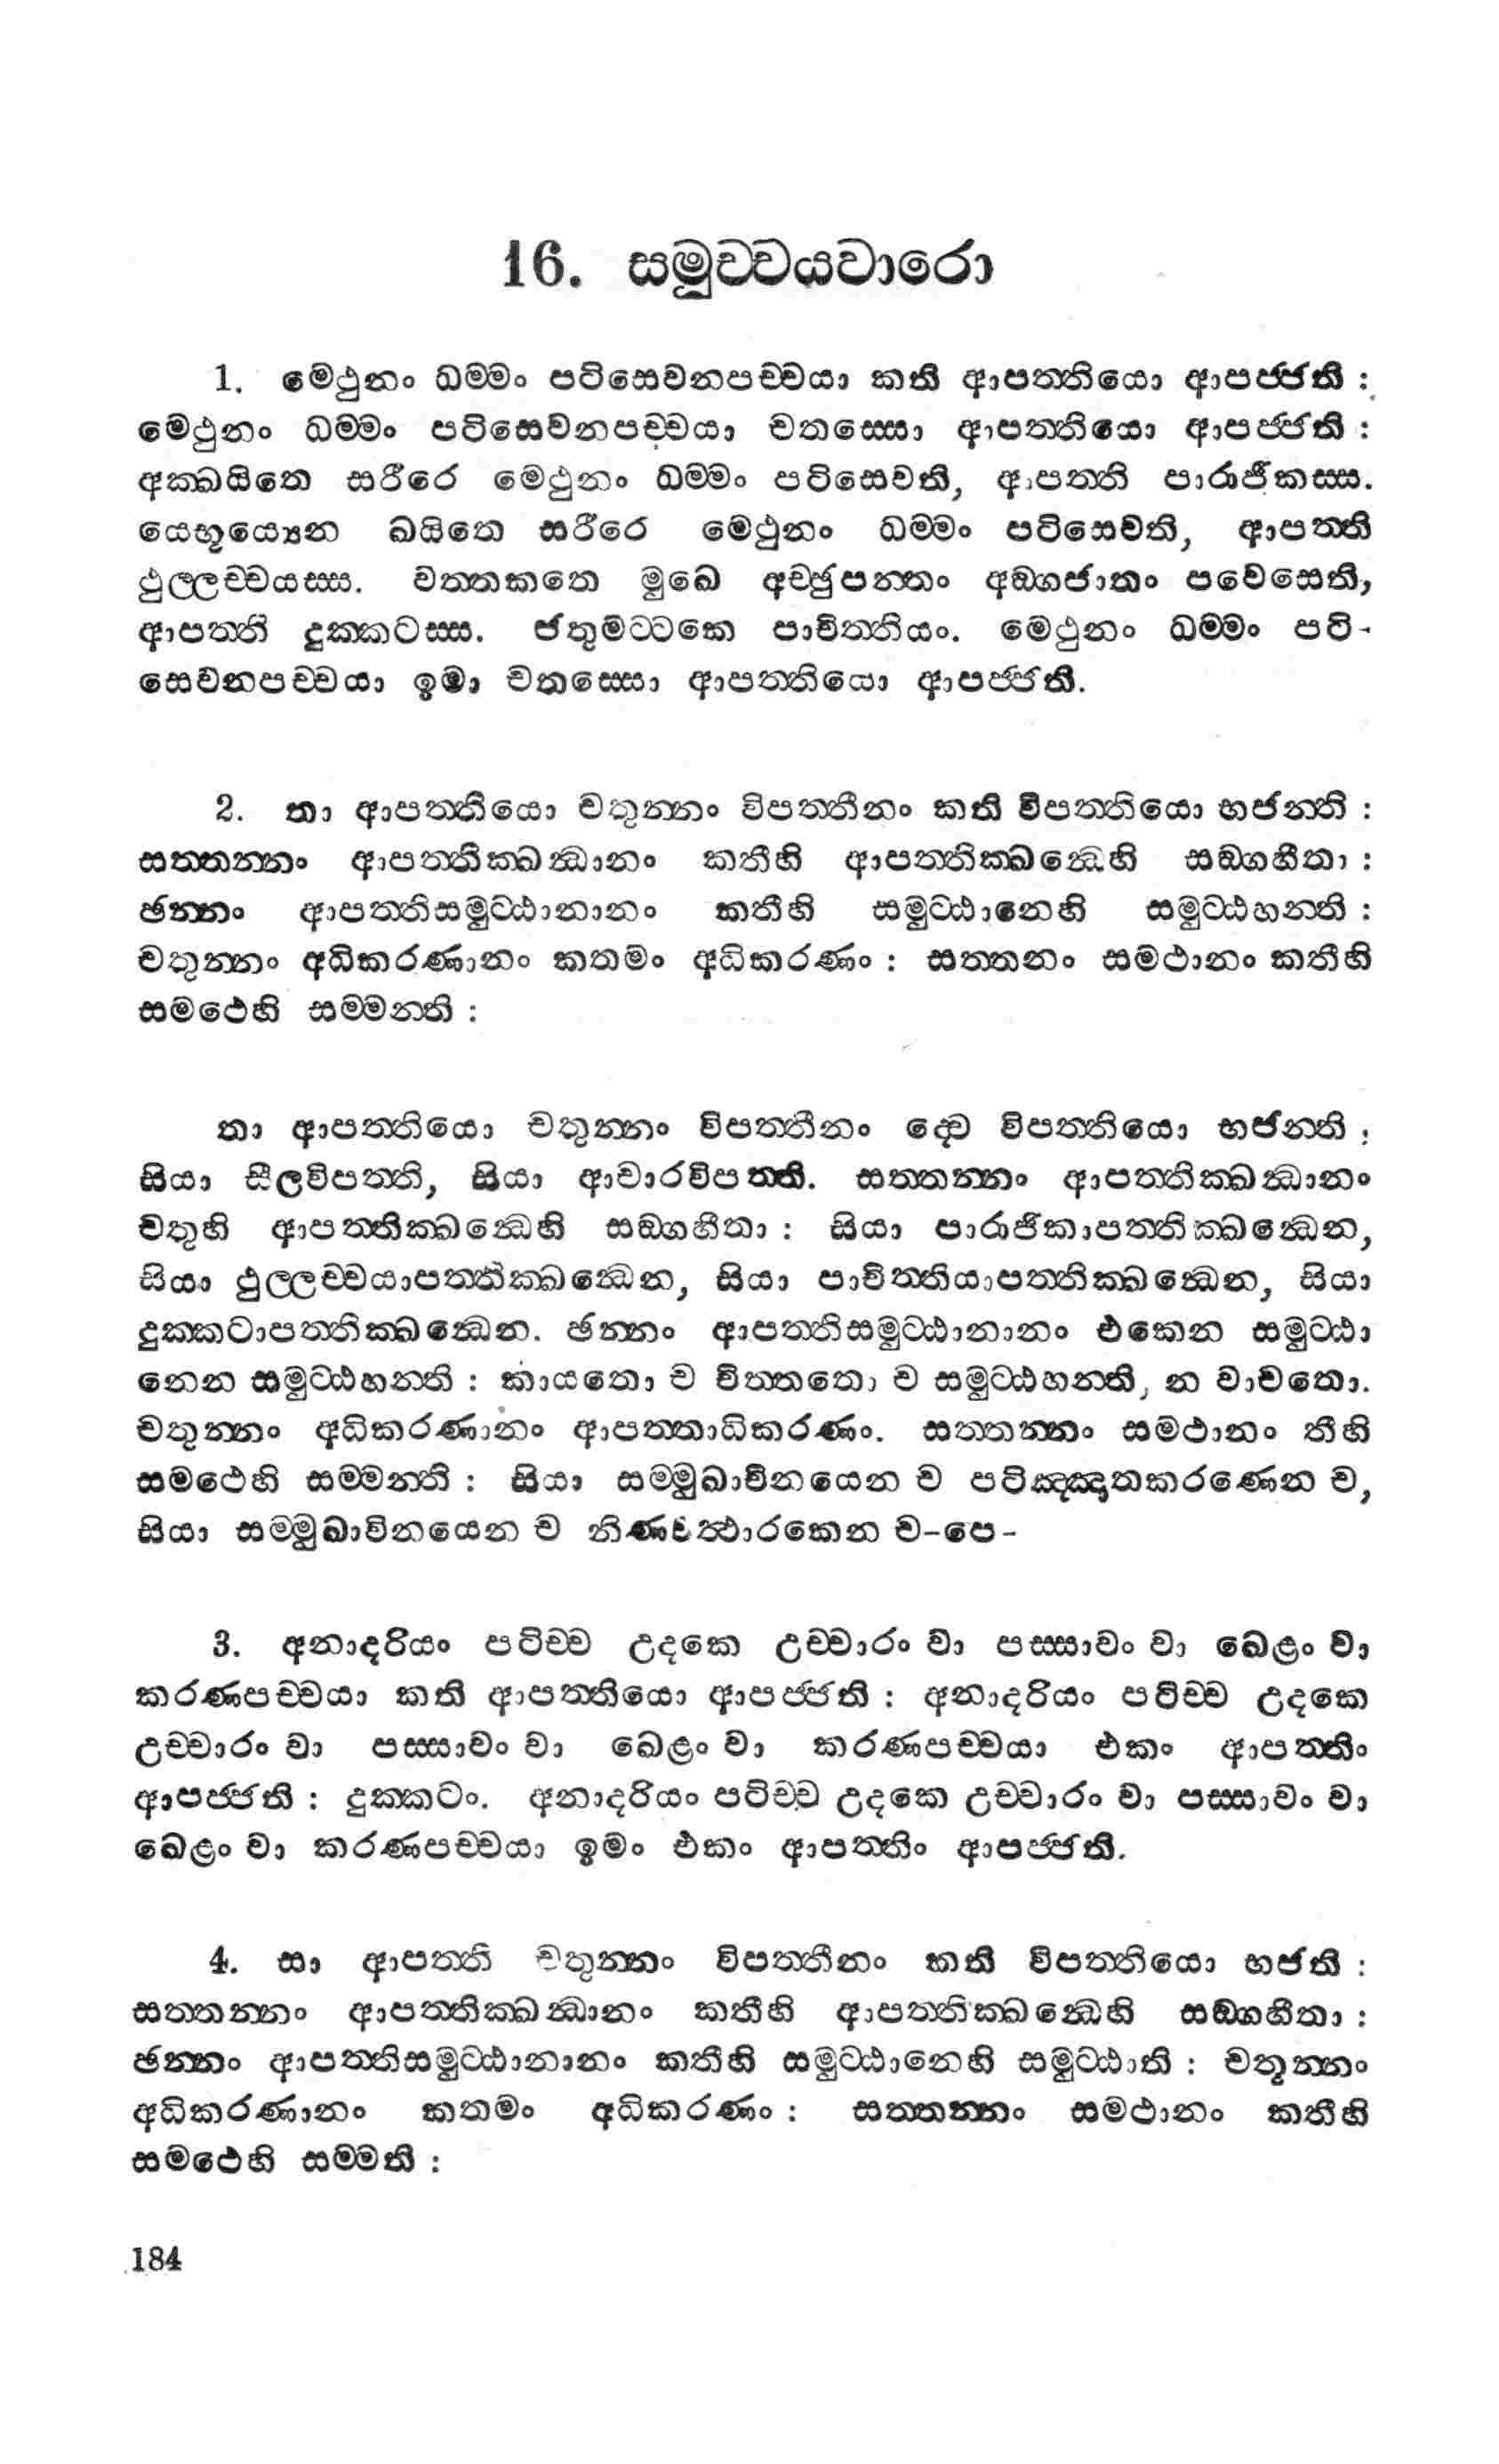 16. සමුච්චයවාරො
1. මෙථුනං ධම්මං පටිසෙවනපච්චයා කති ආපත්තියො ආපජ්ජති :
මෙථුනං ධම්මං පටිසෙවනපච්චයා චතස්සො ආපත්තියො ආපජ්ජති :
අක්ඛයිතෙ සරීරෙ මෙථුනං ධම්මං පටිසෙවති, ආපත්ති පාරාජිකස්ස.
යෙභූය්‍යෙන ඛයිතෙ සරීරෙ මෙථුනං ධම්මං පටිසෙවති, ආපත්ති
ථුල්ලච්චයස්ස. වත්තකතෙ මුඛෙ අච්ඡුපන්තං අඞ්ගජාතං පවෙසෙති,
ආපත්ති දුක්කටස්ස. ජතුමට්ටකෙ පාචිත්තියං. මෙථුනං ධම්මං පටි-
සෙවනපච්චයා ඉමා චතස්සො ආපත්තියො ආපජ්ජති.
2. තා ආපත්තියො චතුන්නං විපත්තීනං කති විපත්තියො භජන්ති :
සත්තන්නං ආපත්තික්ඛන්ධානං කතීහි ආපත්තික්ඛන්ධෙහි සඞ්ගහීතා :
ඡන්නං ආපත්තිසමුට්ඨානානං කතීහි සමුට්ඨානෙහි සමුට්ඨහන්ති :
චතුන්නං අධිකරණානං කතමං අධිකරණං : සත්තනං සමථානං කතීහි
සමථෙහි සම්මන්ති :
තා ආපත්තියො චතුන්නං විපත්තීනං ද්වෙ විපත්තියො භජන්ති :
සියා සීලවිපත්ති, සියා ආචාරවිපත්ති. සත්තන්නං ආපත්තික්ඛන්ධානං
චතුහි ආපත්තික්ඛන්ධෙහි සඞ්ගහීතා : සියා පාරාජිකාපත්තික්ඛන්ධෙන,
සියා ථුල්ලච්චයාපත්තික්ඛන්ධෙන, සියා පාචිත්තියාපත්තික්ඛන්ධෙන, සියා
දුක්කටාපත්තික්ඛන්ධෙන. ඡන්නං ආපත්තිසමුට්ඨානානං එකෙන සමුට්ඨා
නෙන සමුට්ඨහන්ති : කායතො ච චිත්තතො ච සමුට්ඨහන්ති, න වාචතො.
චතුන්නං අධිකරණානං ආපත්තාධිකරණං. සත්තන්නං සමථානං තීහි
සමථෙහි සම්මන්ති : සියා සම්මුඛාවිනයෙන ච පටිඤ්ඤාතකරණෙන ච,
සියා සම්මුඛාවිනයෙන ච තිණවත්ථාරකෙන ච-පෙ-
3. අනාදරියං පටිච්ච උදකෙ උච්චාරං වා පස්සාවං වා ඛෙළං වා
කරණපච්චයා කති ආපත්තියො ආපජ්ජති : අනාදරියං පටිච්ච උදකෙ
උච්චාරං වා පස්සාවං වා ඛෙළං වා කරණපච්චයා එකං ආපත්තිං
ආපජ්ජති : දුක්කටං. අනාදරියං පටිච්ච උදකෙ උච්චාරං වා පස්සාවං වා
ඛෙළං වා කරණපච්චයා ඉමං එකං ආපත්තිං ආපජ්ජති.
4. සා ආපත්ති චතුන්නං විපත්තීනං කති විපත්තියො භජති :
සත්තන්නං ආපත්තික්ඛන්ධානං කතීහි ආපත්තික්ඛන්ධෙහි සඞ්ගහීතා :
ඡන්නං ආපත්තිසමුට්ඨානානං කතීහි සමුට්ඨානෙහි සමුට්ඨාති : චතූන්නං
අධිකරණානං කතමං අධිකරණං : සත්තන්නං සමථානං කතීහි
සමථෙහි සම්මති :
184